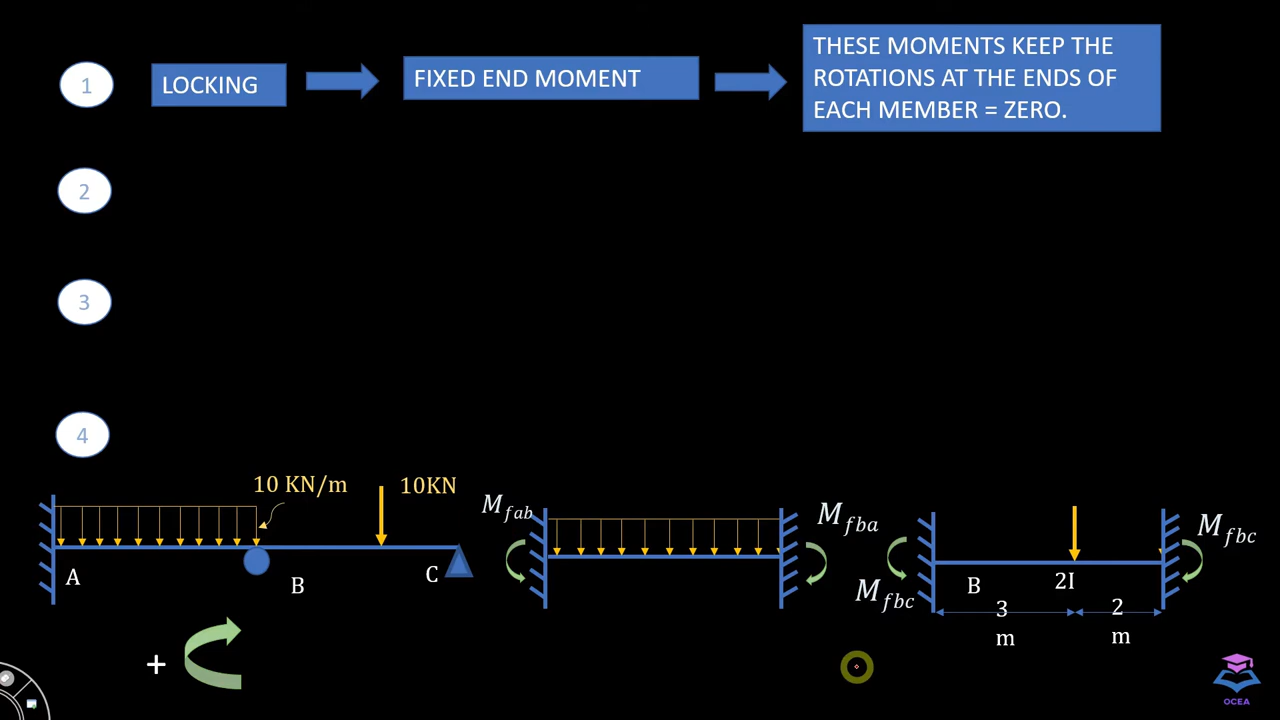 1
LOCKING
FIXED END MOMENT
THESE MOMENTS KEEP THE
ROTATIONS AT THE ENDS OF
EACH MEMBER = ZERO.
2
3
4
10 KN/m
10KN
A
B
C
+
M_fab
M_fba
M_fbc
B
2I
M_fbc
3
m
2
m
OCEA